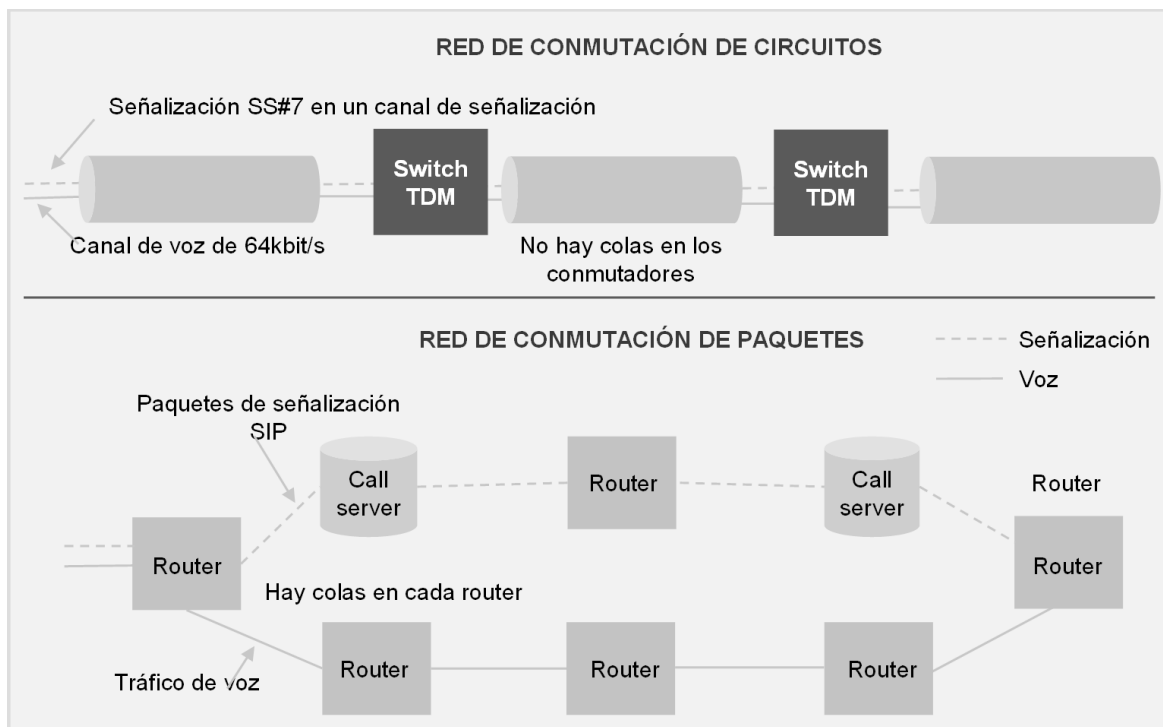 RED DE CONMUTACIÓN DE CIRCUITOS
Señalización SS#7 en un canal de señalización
Switch
TDM
Switch
TDM
Canal de voz de 64kbit/s
No hay colas en los
conmutadores
RED DE CONMUTACIÓN DE PAQUETES
Señalización
Voz
Paquetes de señalización
SIP
Call
server
Router
Call
server
Router
Router
Router
Hay colas en cada router
Router
Router
Router
Tráfico de voz